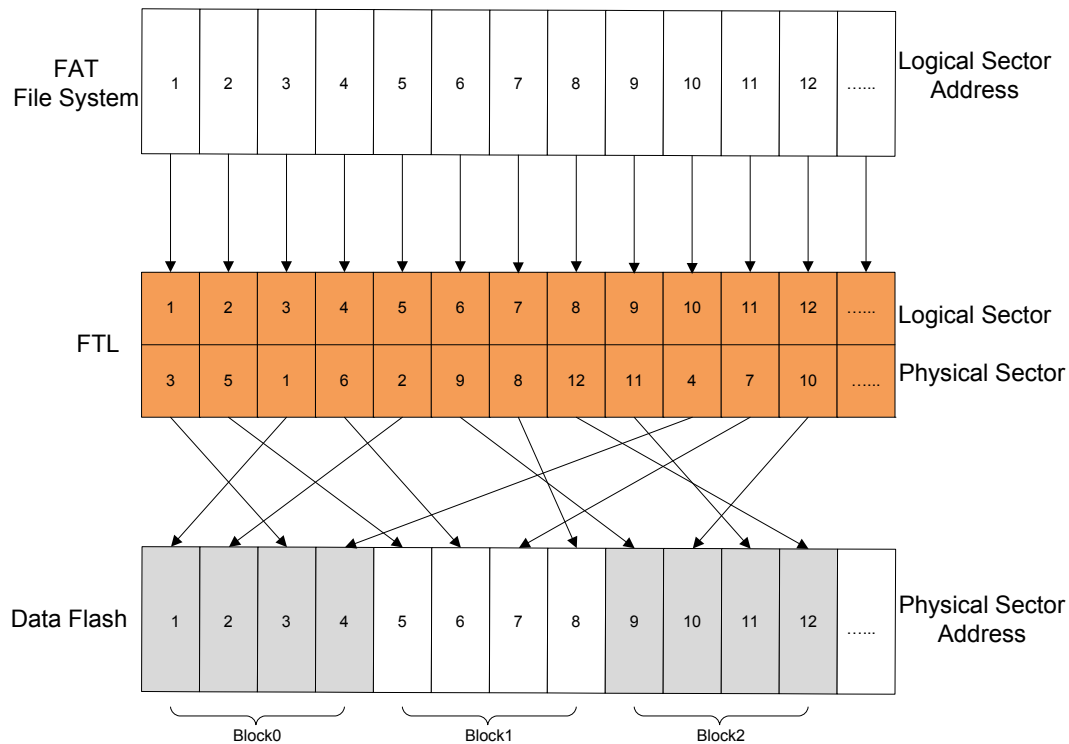 FAT
File System
1 2 3 4 5 6 7 8 9 10 11 12 ......
Logical Sector
Address
FTL
1 2 3 4 5 6 7 8 9 10 11 12 ......
Logical Sector
3 5 1 6 2 9 8 12 11 4 7 10 ......
Physical Sector
Data Flash
1 2 3 4 5 6 7 8 9 10 11 12 ......
Physical Sector
Address
Block0 Block1 Block2